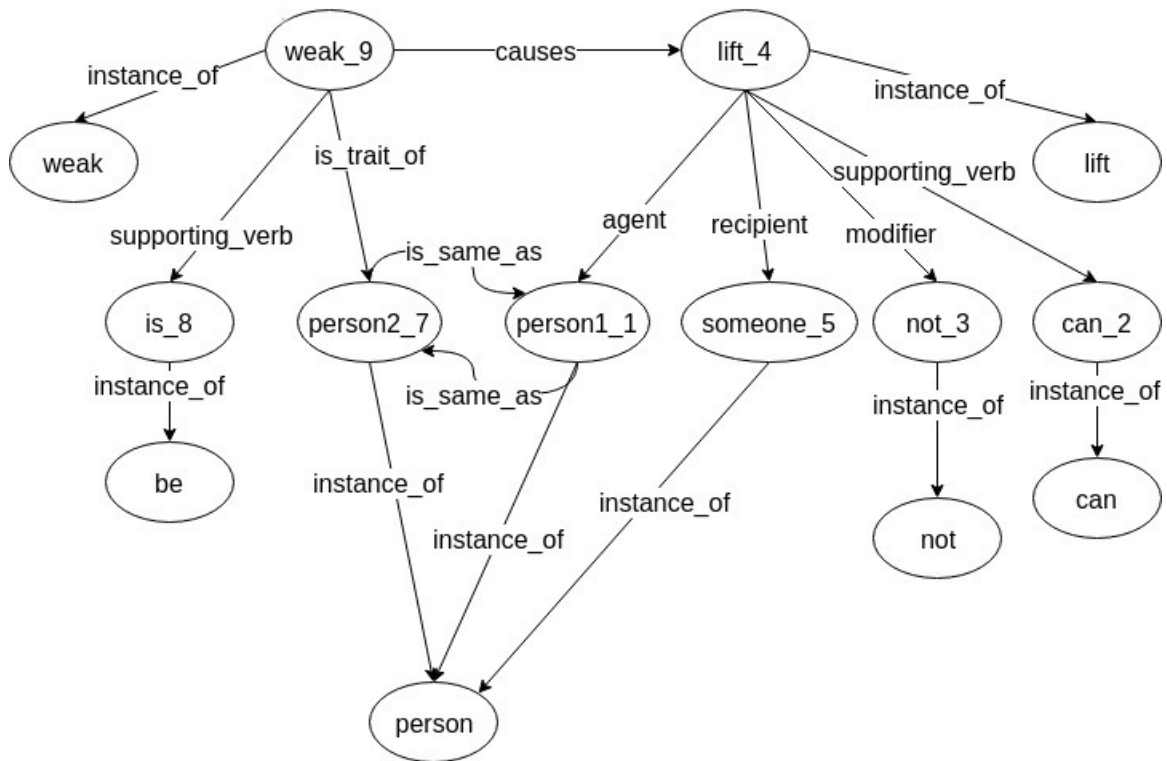 weak_9
causes
lift_4
instance_of
instance_of
weak
is_trait_of
lift
supporting_verb
agent
recipient
supporting_verb
modifier
is_same_as
is_8
person2_7
person1_1
someone_5
not_3
can_2
instance_of
is_same_as
instance_of
instance_of
be
instance_of
instance_of
instance_of
can
not
person